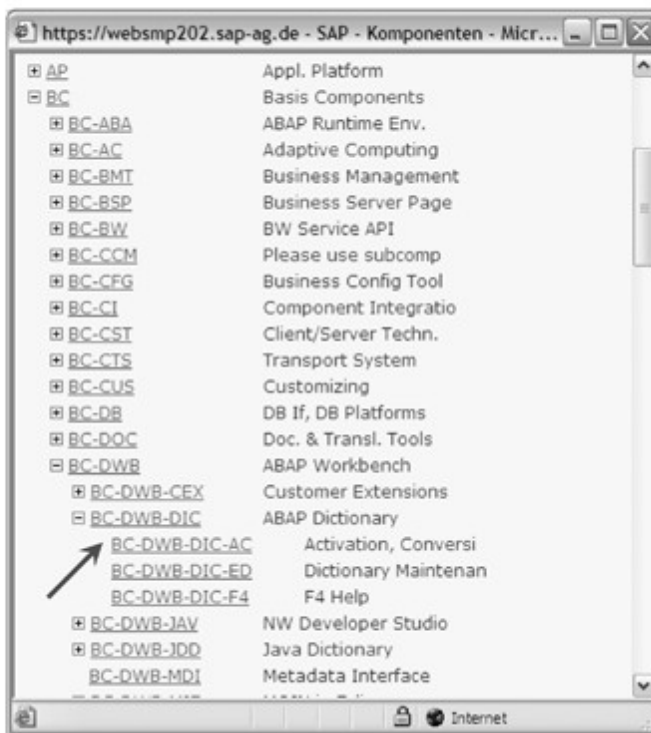 https://websmp202.sap-ag.de - SAP - Komponenten - Micr...
AP Appl. Platform
BC Basis Components
BC-ABA ABAP Runtime Env.
BC-AC Adaptive Computing
BC-BMT Business Management
BC-BSP Business Server Page
BC-BW BW Service API
BC-CCM Please use subcomp
BC-CFG Business Config Tool
BC-CI Component Integratio
BC-CST Client/Server Techn.
BC-CTS Transport System
BC-CUS Customizing
BC-DB DB If, DB Platforms
BC-DOC Doc. & Transl. Tools
BC-DWB ABAP Workbench
BC-DWB-CEX Customer Extensions
BC-DWB-DIC ABAP Dictionary
BC-DWB-DIC-AC Activation, Conversi
BC-DWB-DIC-ED Dictionary Maintenan
BC-DWB-DIC-F4 F4 Help
BC-DWB-JAV NW Developer Studio
BC-DWB-JDD Java Dictionary
BC-DWB-MDI Metadata Interface
Internet